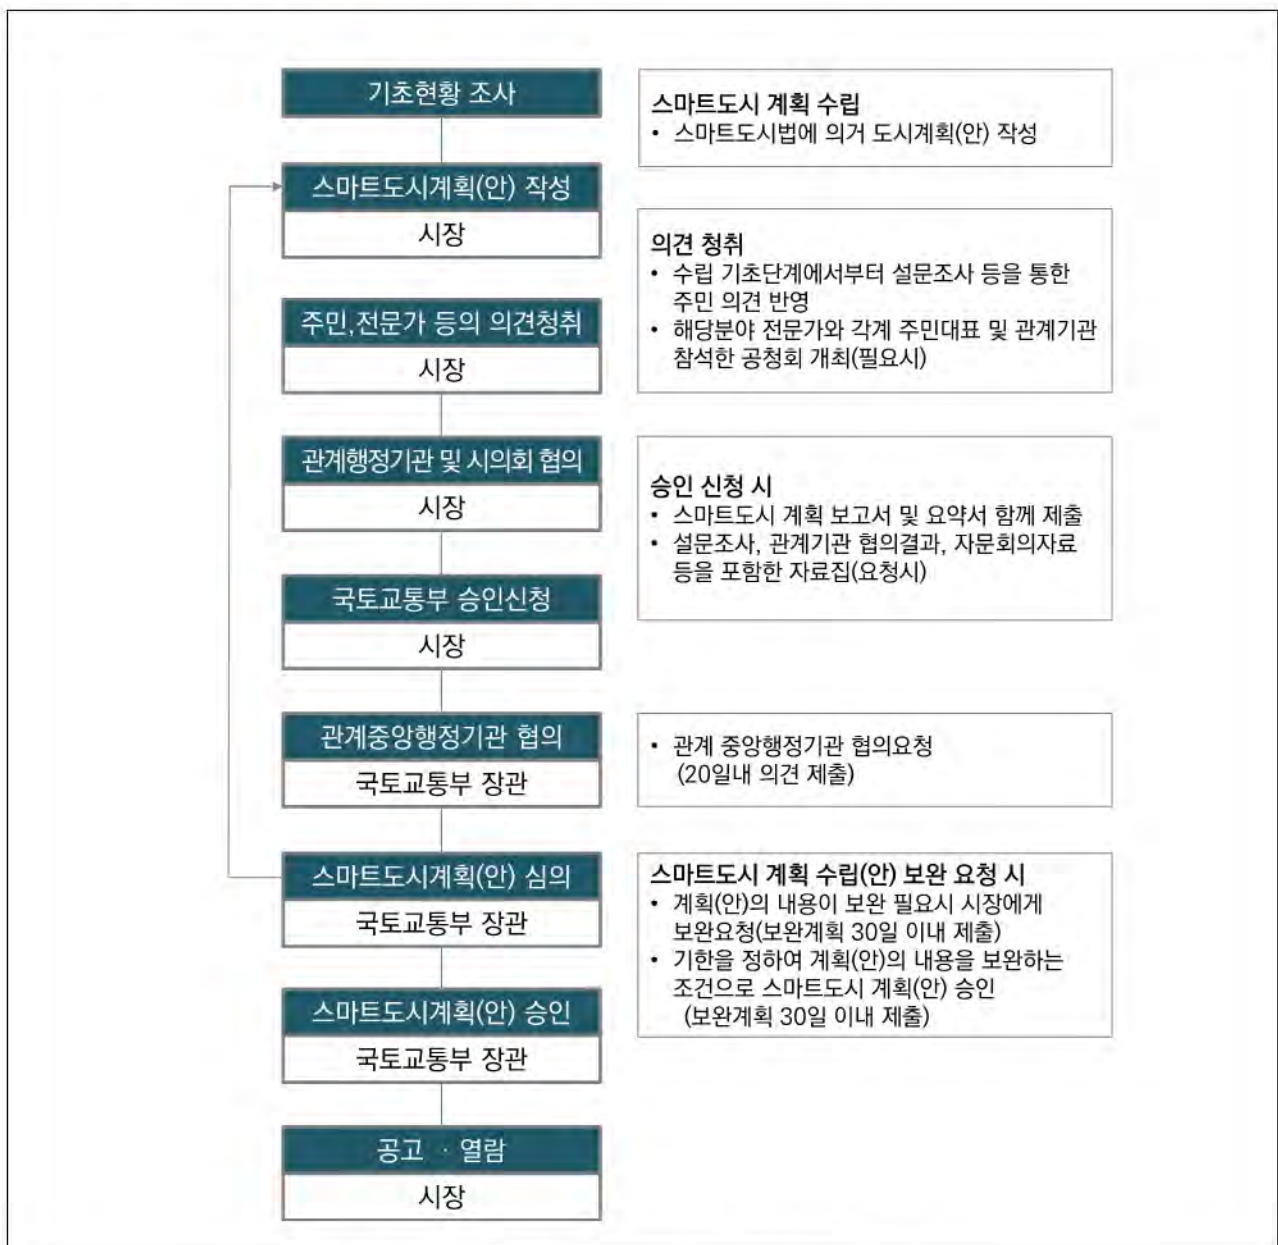 기초현황 조사
스마트도시 계획 수립
• 스마트도시법에 의거 도시계획(안) 작성
스마트도시계획(안) 작성
시장
의견 청취
• 수립 기초단계에서부터 설문조사 등을 통한
주민 의견 반영
• 해당분야 전문가와 각계 주민대표 및 관계기관
참석한 공청회 개최(필요시)
주민,전문가 등의 의견청취
시장
관계행정기관 및 시의회 협의
시장
승인 신청 시
• 스마트도시 계획 보고서 및 요약서 함께 제출
• 설문조사, 관계기관 협의결과, 자문회의자료
등을 포함한 자료집(요청시)
국토교통부 승인신청
시장
관계중앙행정기관 협의
국토교통부 장관
• 관계 중앙행정기관 협의요청
(20일내 의견 제출)
스마트도시계획(안) 심의
국토교통부 장관
스마트도시 계획 수립(안) 보완 요청 시
• 계획(안)의 내용이 보완 필요시 시장에게
보완요청(보완계획 30일 이내 제출)
• 기한을 정하여 계획(안)의 내용을 보완하는
조건으로 스마트도시 계획(안) 승인
(보완계획 30일 이내 제출)
스마트도시계획(안) 승인
국토교통부 장관
공고 · 열람
시장